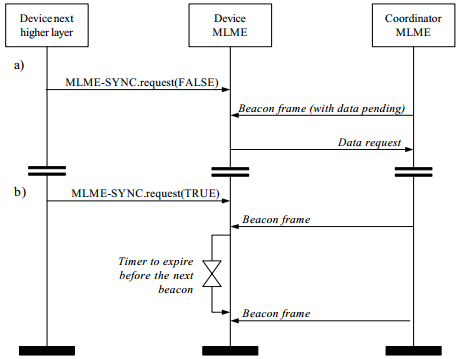 Device next
higher layer
Device
MLME
Coordinator
MLME
a)
MLME-SYNC.request(FALSE)
Beacon frame (with data pending)
Data request
b)
MLME-SYNC.request(TRUE)
Beacon frame
Timer to expire
before the next
beacon
Beacon frame